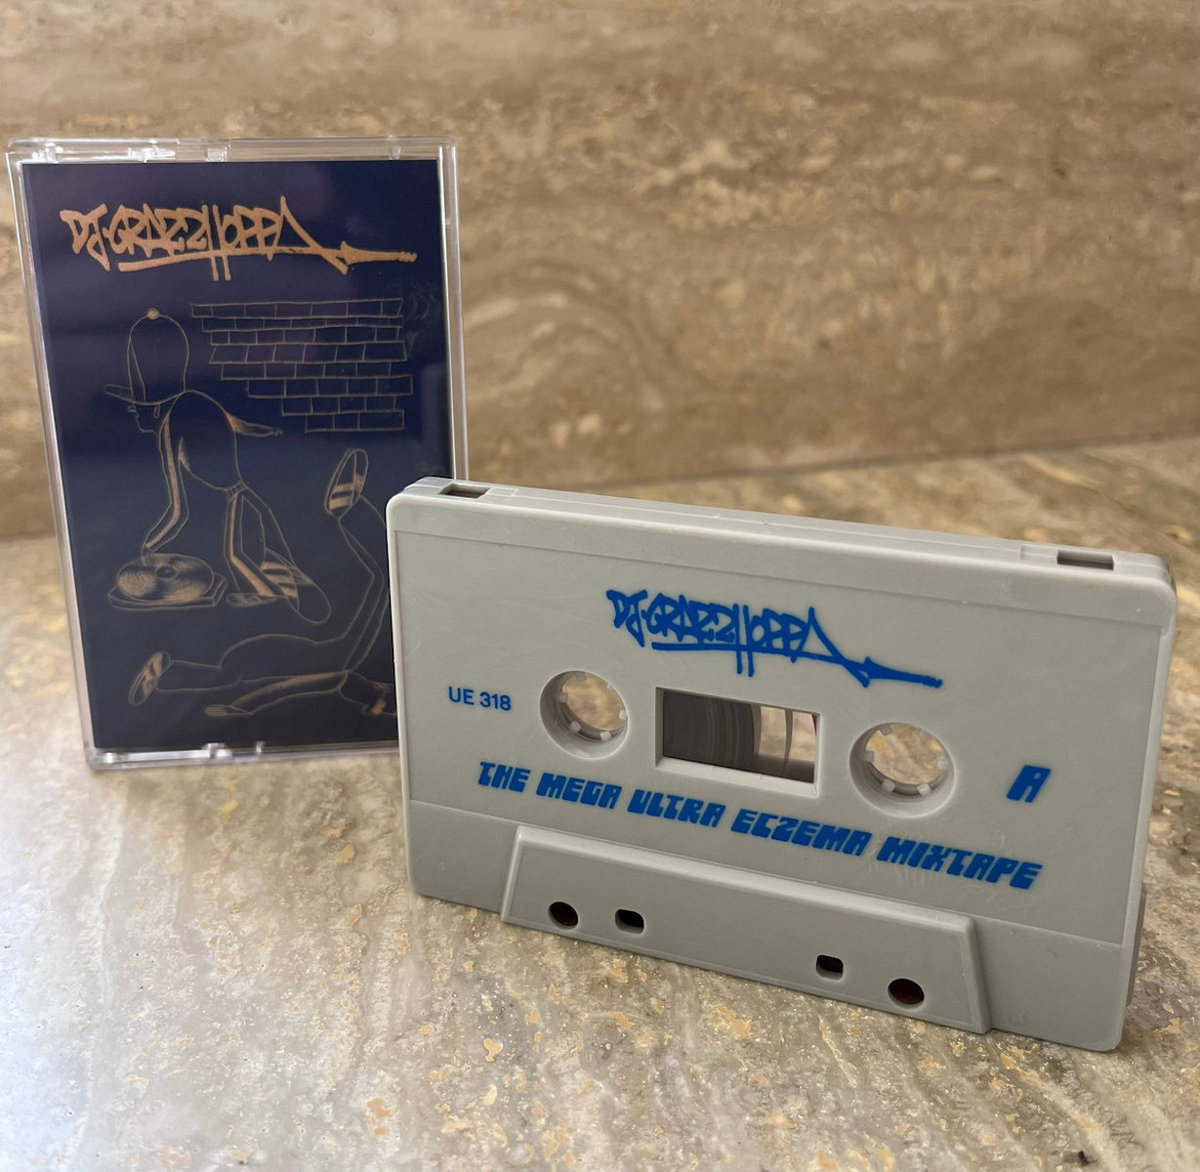 DJ·GRAZZHOPPA
DJ·GRAZZHOPPA
UE 318
A
THE MEGA ULTRA ECZEMA MIXTAPE